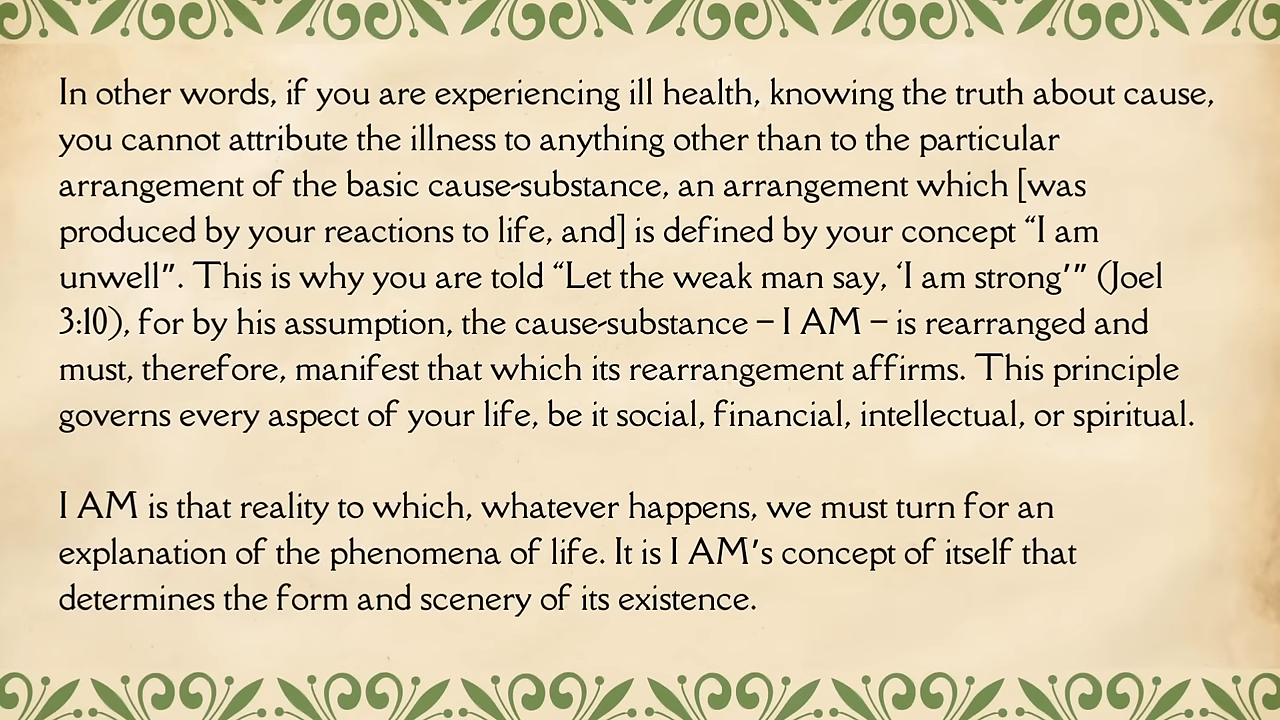 In other words, if you are experiencing ill health, knowing the truth about cause,
you cannot attribute the illness to anything other than to the particular
arrangement of the basic cause-substance, an arrangement which [was
produced by your reactions to life, and] is defined by your concept “I am
unwell”. This is why you are told “Let the weak man say, ‘I am strong’” (Joel
3:10), for by his assumption, the cause-substance – I AM – is rearranged and
must, therefore, manifest that which its rearrangement affirms. This principle
governs every aspect of your life, be it social, financial, intellectual, or spiritual.
I AM is that reality to which, whatever happens, we must turn for an
explanation of the phenomena of life. It is I AM's concept of itself that
determines the form and scenery of its existence.